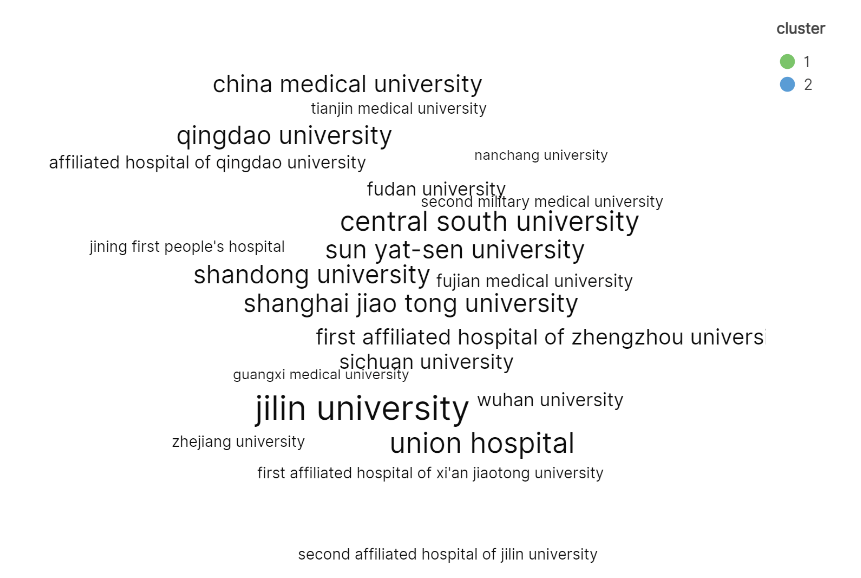 cluster
1
2
china medical university
tianjin medical university
qingdao university
nanchang university
affiliated hospital of qingdao university
fudan university
second military medical university
central south university
jining first people's hospital
sun yat-sen university
shandong university
fujian medical university
shanghai jiao tong university
first affiliated hospital of zhengzhou universi
sichuan university
guangxi medical university
jilin university
wuhan university
zhejiang university
union hospital
first affiliated hospital of xi'an jiaotong university
second affiliated hospital of jilin university